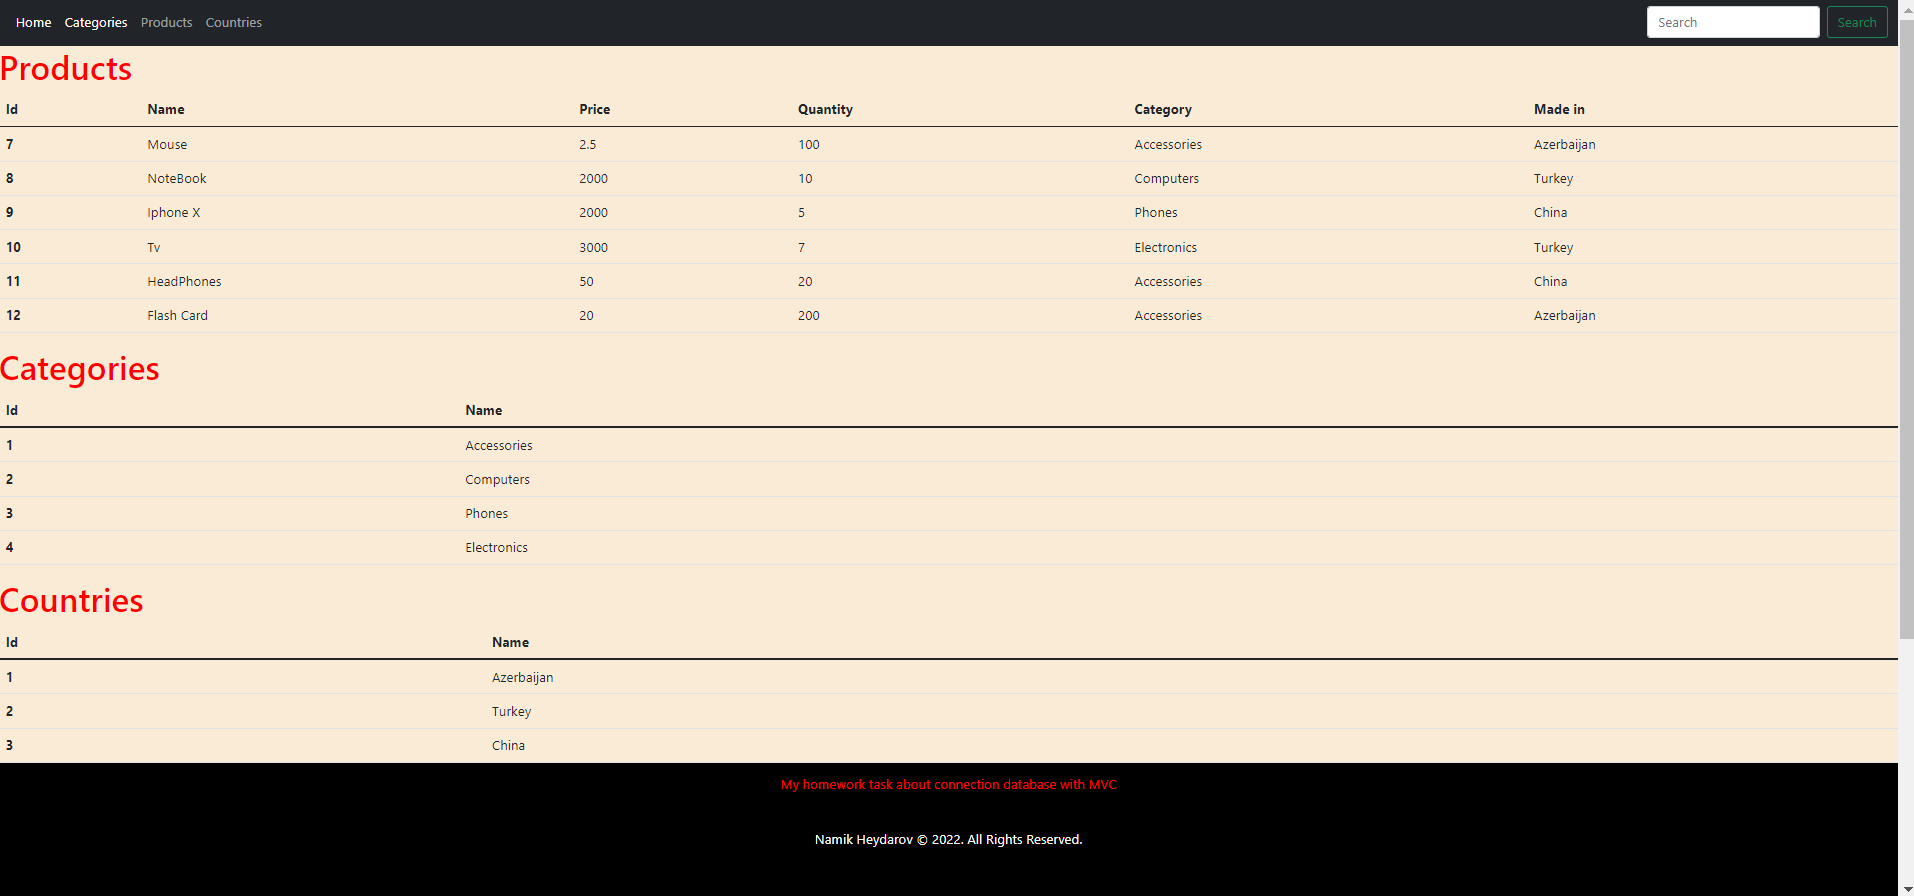 Home Categories Products Countries Search Search
Products
Id Name Price Quantity Category Made in
7 Mouse 2.5 100 Accessories Azerbaijan
8 NoteBook 2000 10 Computers Turkey
9 Iphone X 2000 5 Phones China
10 Tv 3000 7 Electronics Turkey
11 HeadPhones 50 20 Accessories China
12 Flash Card 20 200 Accessories Azerbaijan
Categories
Id Name
1 Accessories
2 Computers
3 Phones
4 Electronics
Countries
Id Name
1 Azerbaijan
2 Turkey
3 China
My homework task about connection database with MVC
Namik Heydarov © 2022. All Rights Reserved.